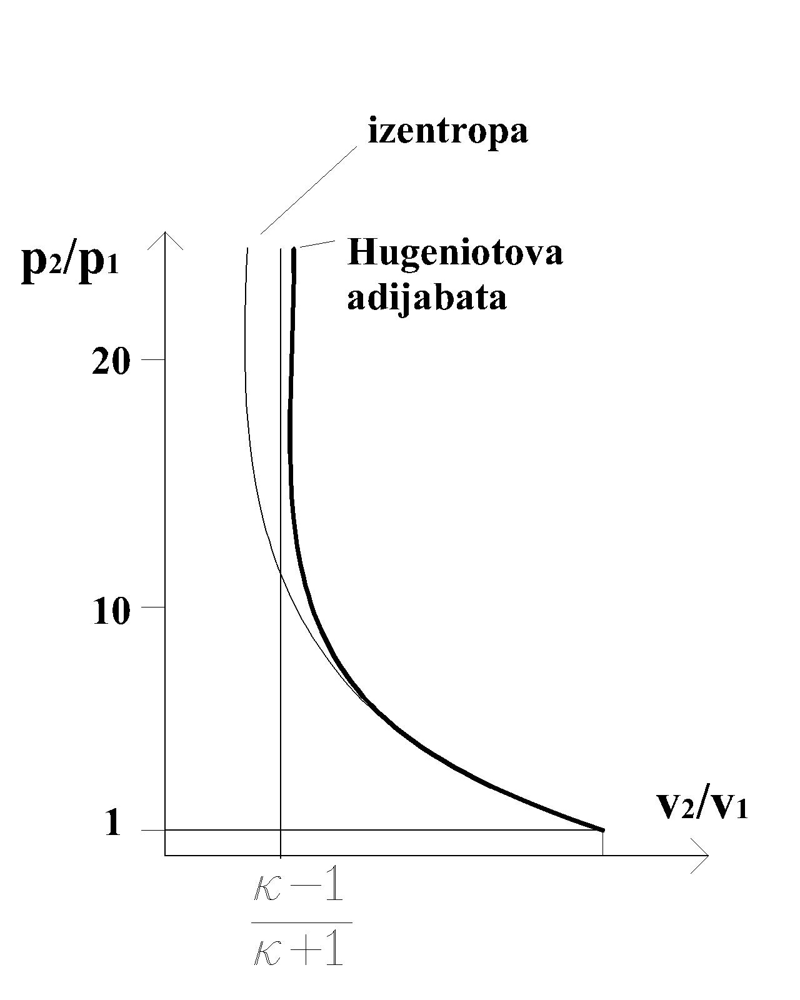 izentropa
p2/p1
Hugeniotova
adijabata
20
10
1
v2/v1
κ−1
κ+1